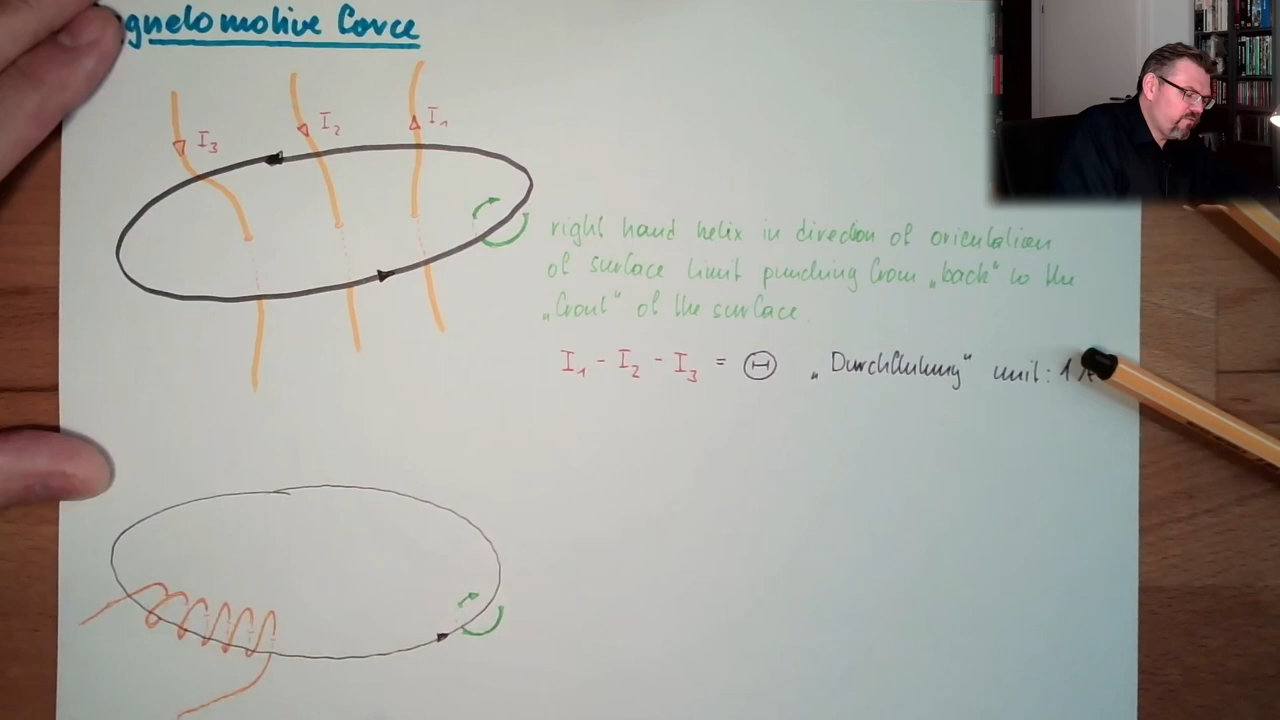 gnetomotive Force
I₃
I₂
I₁
right hand helix in direction of orientation
of surface limit punching from „back“ to the
„front“ of the surface.
I₁ - I₂ - I₃ = Θ „Durchflutung“ unit: 1A